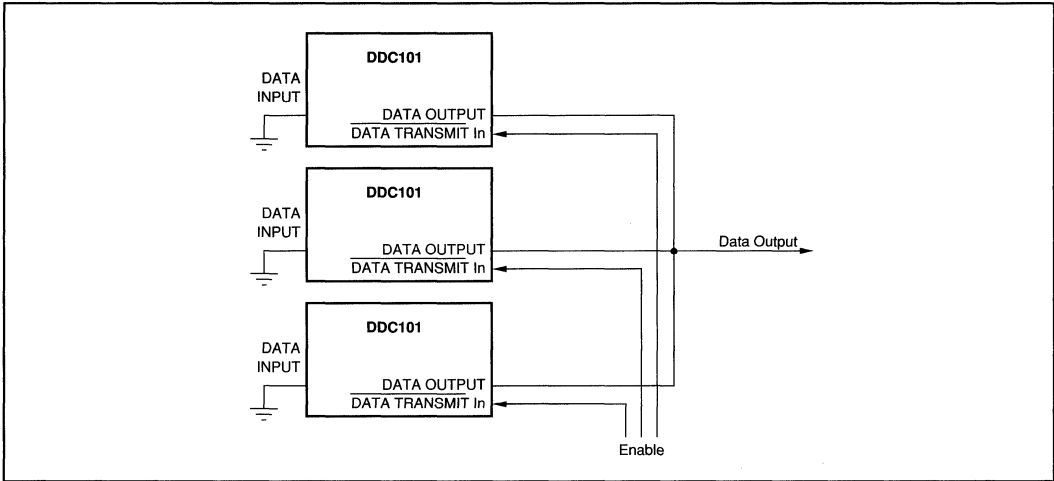 DDC101
DATA
INPUT
DATA OUTPUT
DATA TRANSMIT In
DDC101
DATA
INPUT
DATA OUTPUT
DATA TRANSMIT In
Data Output
DDC101
DATA
INPUT
DATA OUTPUT
DATA TRANSMIT In
Enable